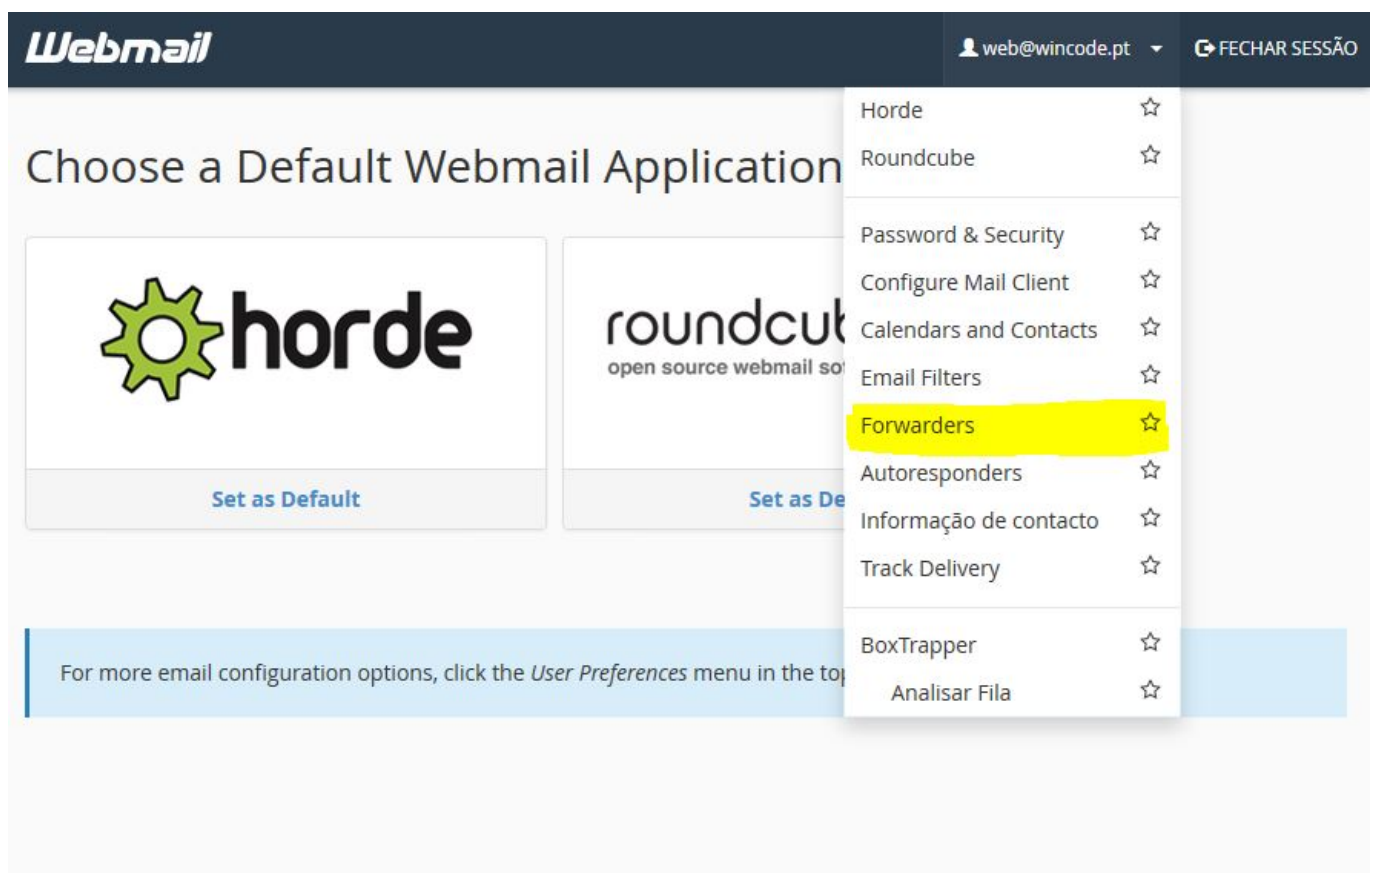 Webmail
web@wincode.pt
FECHAR SESSÃO
Choose a Default Webmail Application
horde
Set as Default
roundcub
open source webmail so
Set as De
For more email configuration options, click the User Preferences menu in the to
Horde
Roundcube
Password & Security
Configure Mail Client
Calendars and Contacts
Email Filters
Forwarders
Autoresponders
Informação de contacto
Track Delivery
BoxTrapper
Analisar Fila